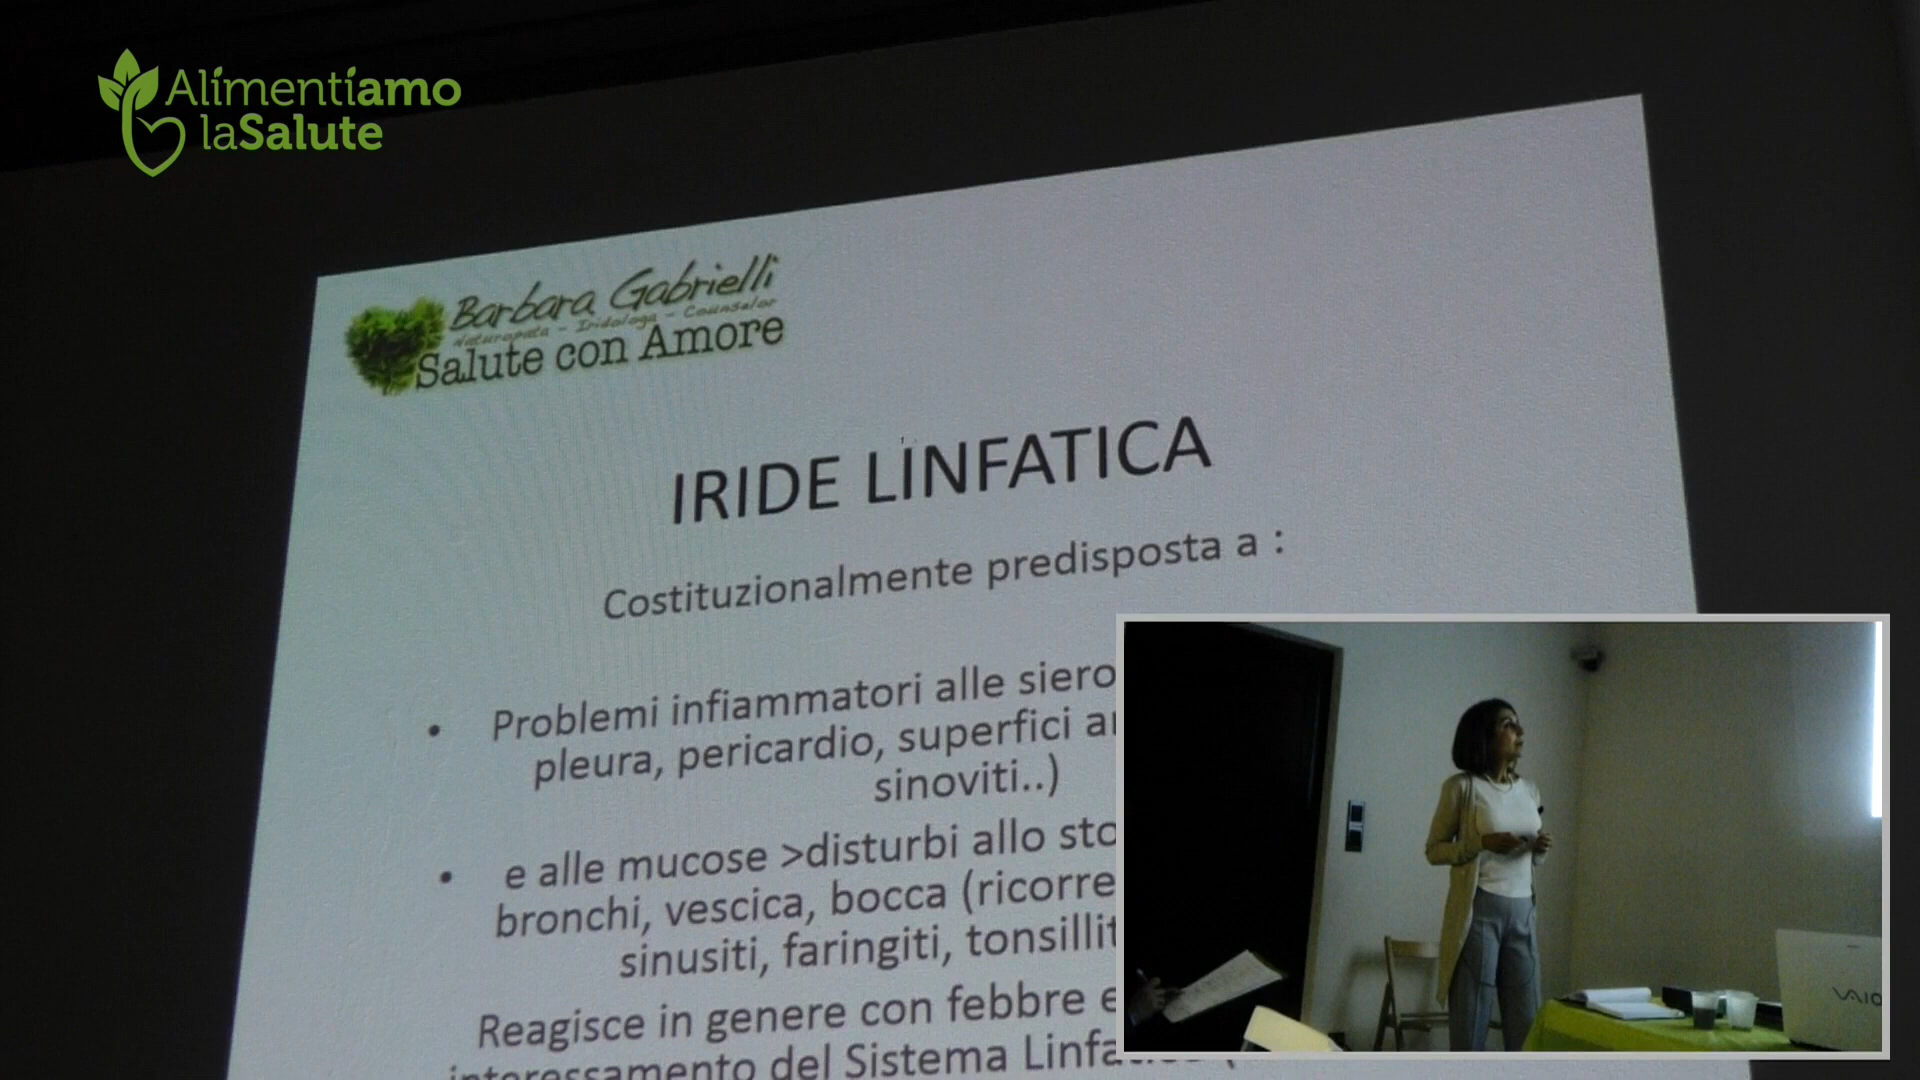 Alimentiamo
laSalute
Barbara Gabrielli
Naturopata - Iridologa - Counselor
Salute con Amore
IRIDE LINFATICA
Costituzionalmente predisposta a :
• Problemi infiammatori alle siero
pleura, pericardio, superfici
sinoviti..)
• e alle mucose >disturbi allo sto
bronchi, vescica, bocca (ricorre
sinusiti, faringiti, tonsillit
Reagisce in genere con febbre e
interessamento del Sistema
VAIO